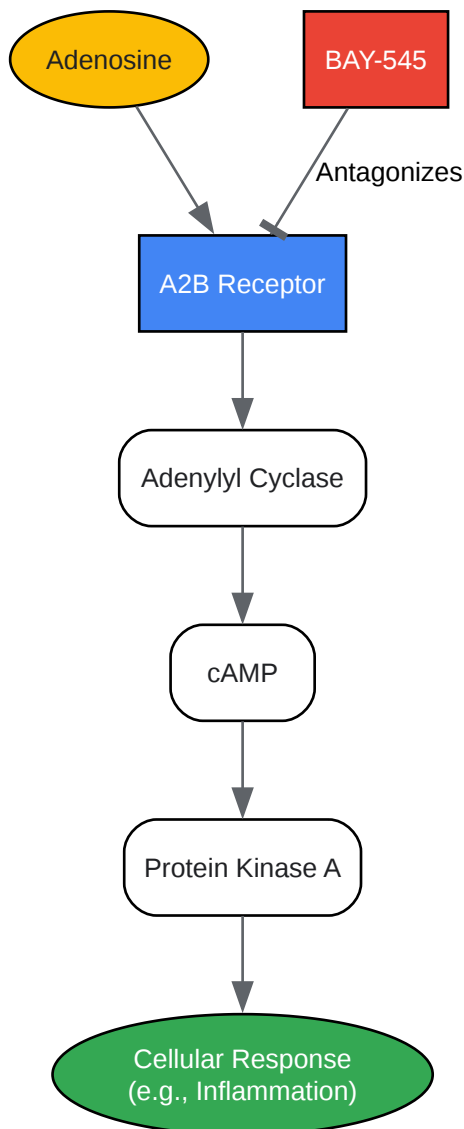 Adenosine
BAY-545
Antagonizes
A2B Receptor
Adenylyl Cyclase
cAMP
Protein Kinase A
Cellular Response
(e.g., Inflammation)